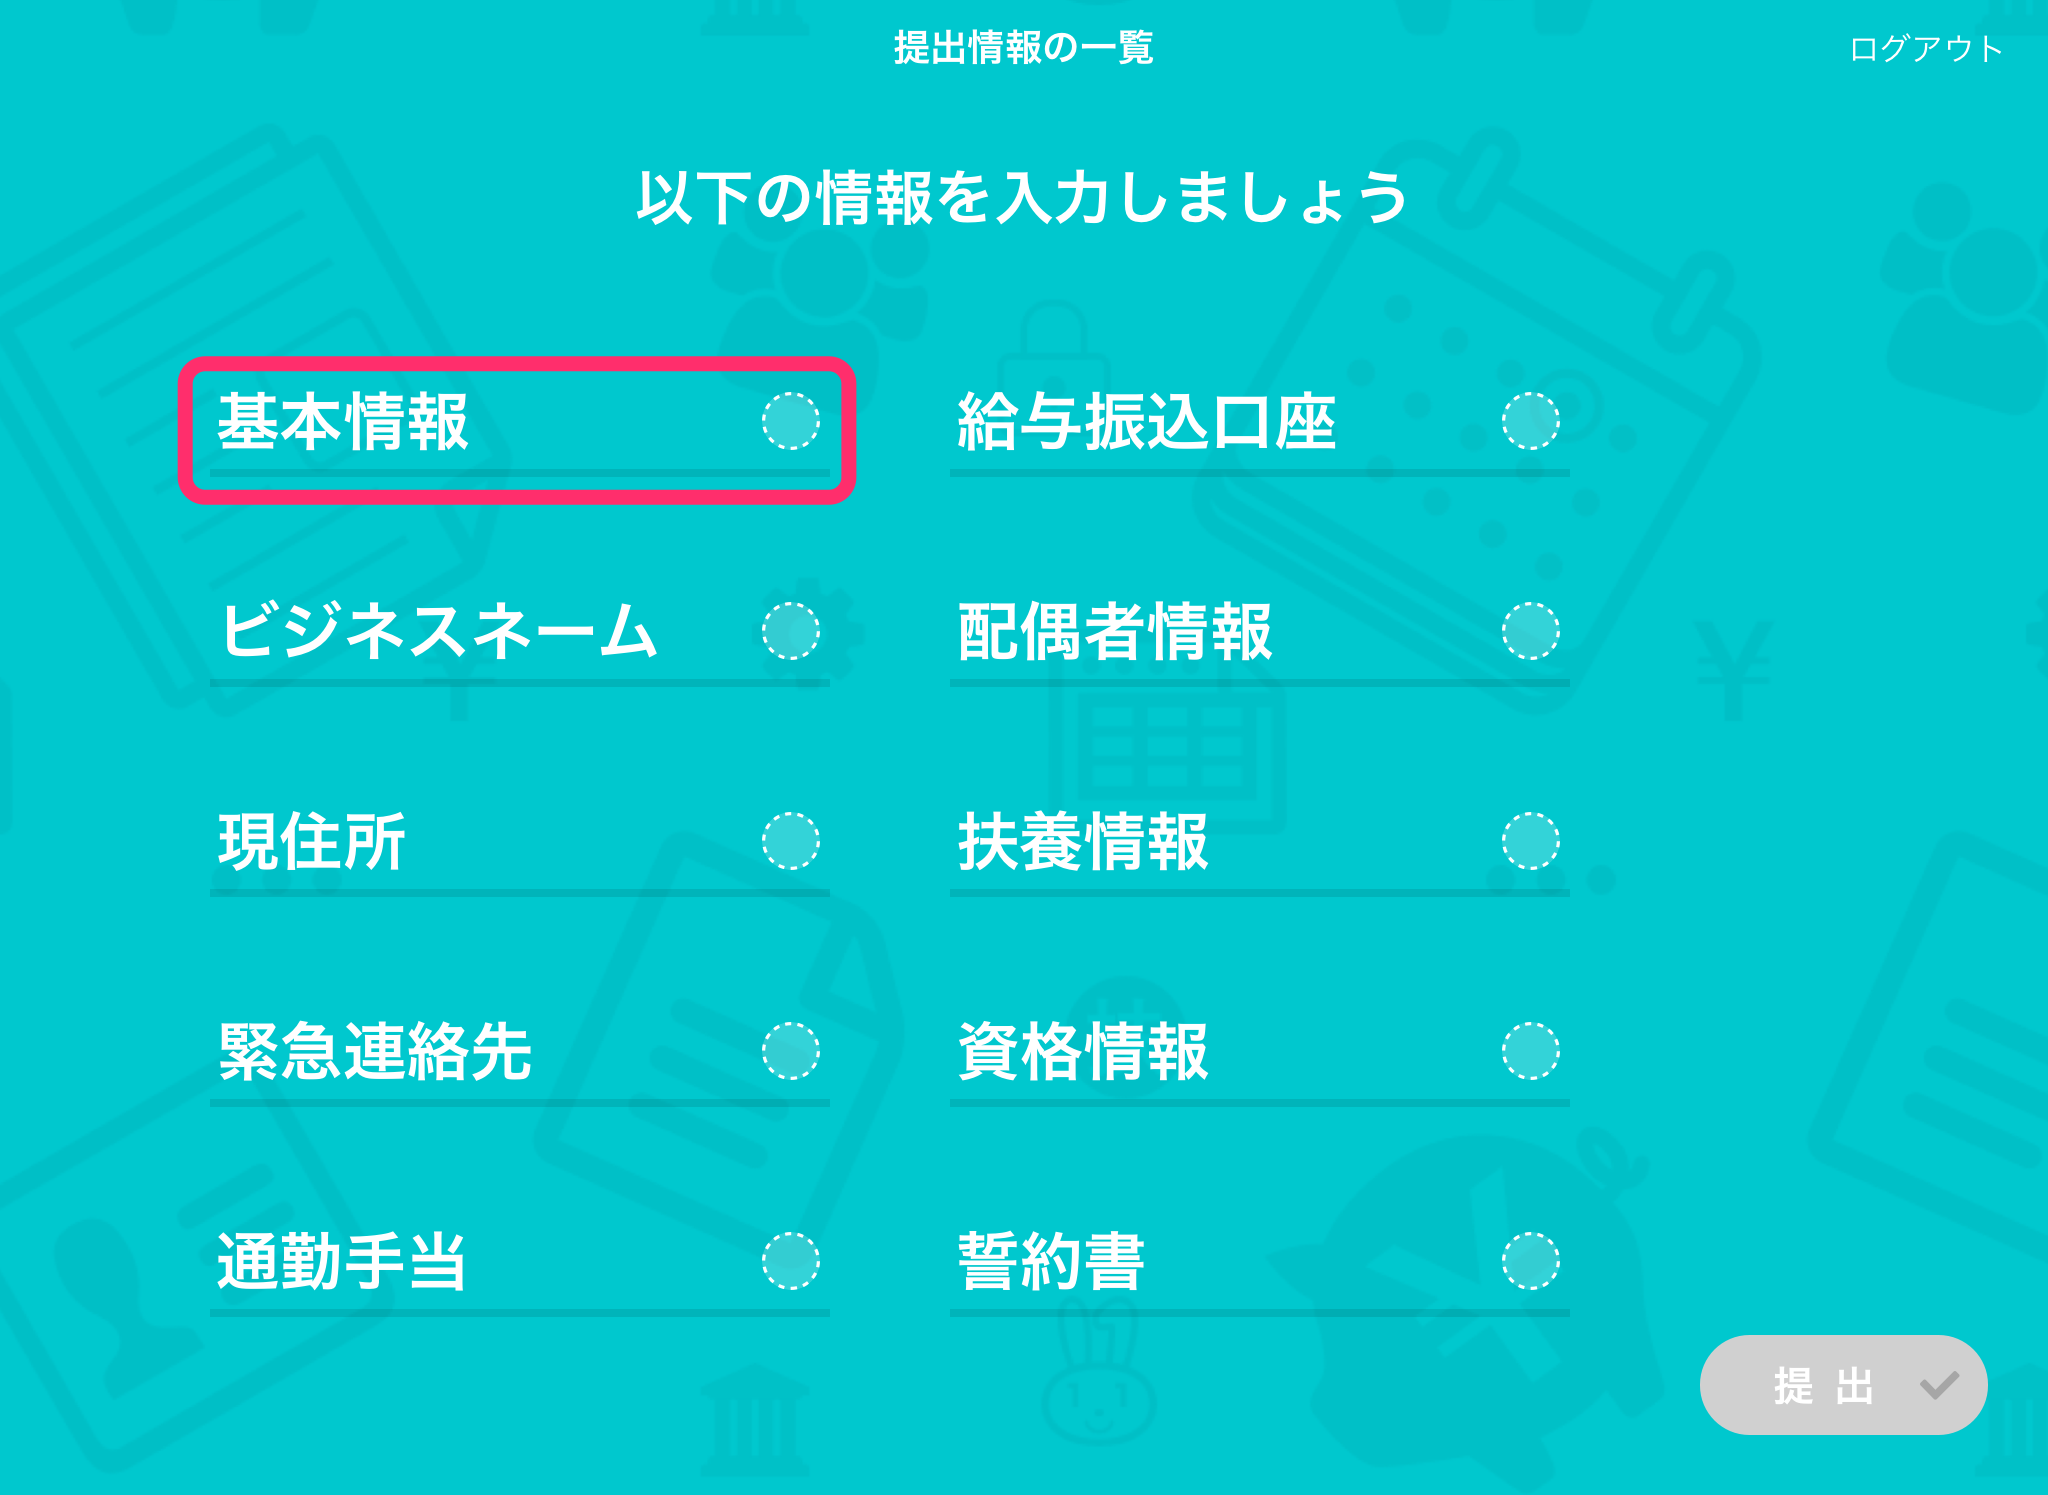 提出情報の一覧
ログアウト
以下の情報を入力しましょう
基本情報
給与振込口座
ビジネスネーム
配偶者情報
現住所
扶養情報
緊急連絡先
資格情報
通勤手当
誓約書
提出